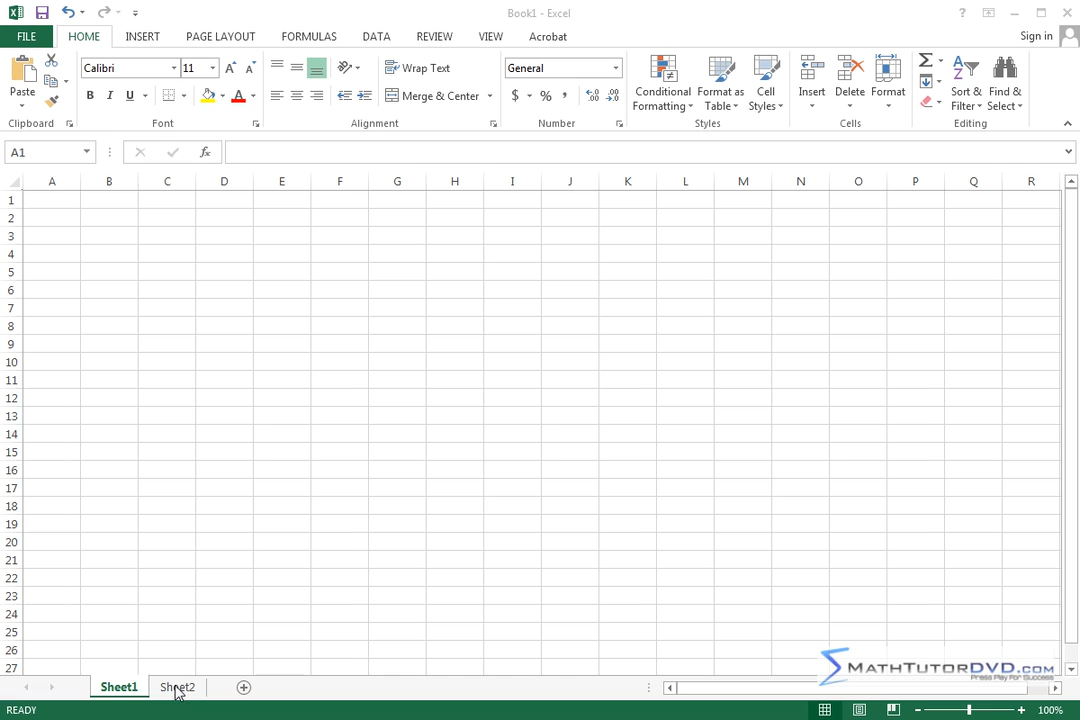 Book1 - Excel
?
FILE HOME INSERT PAGE LAYOUT FORMULAS DATA REVIEW VIEW Acrobat Sign in
Calibri 11 Wrap Text General
Paste B I U Merge & Center $ % , Conditional Formatting Format as Table Cell Styles Insert Delete Format Sort & Filter Find & Select
Clipboard Font Alignment Number Styles Cells Editing
A1 fx
A B C D E F G H I J K L M N O P Q R
1
2
3
4
5
6
7
8
9
10
11
12
13
14
15
16
17
18
19
20
21
22
23
24
25
26
27
MATHTUTORDVD.COM
Press Play For Success
Sheet1 Sheet2
READY 100%